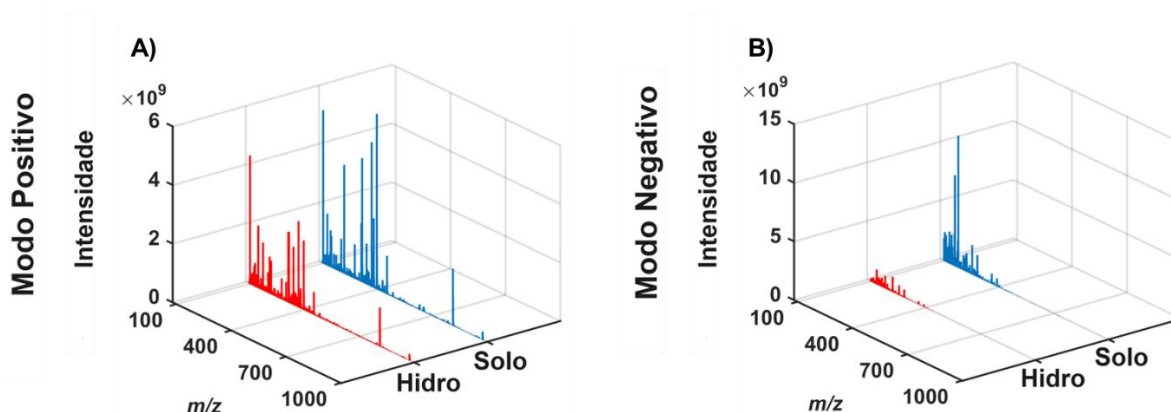 Modo Positivo
Intensidade
A)
×10⁹
6
4
2
0
100
400
700
1000
m/z
Hidro
Solo
Modo Negativo
Intensidade
B)
×10⁹
15
10
5
0
100
400
700
1000
m/z
Hidro
Solo